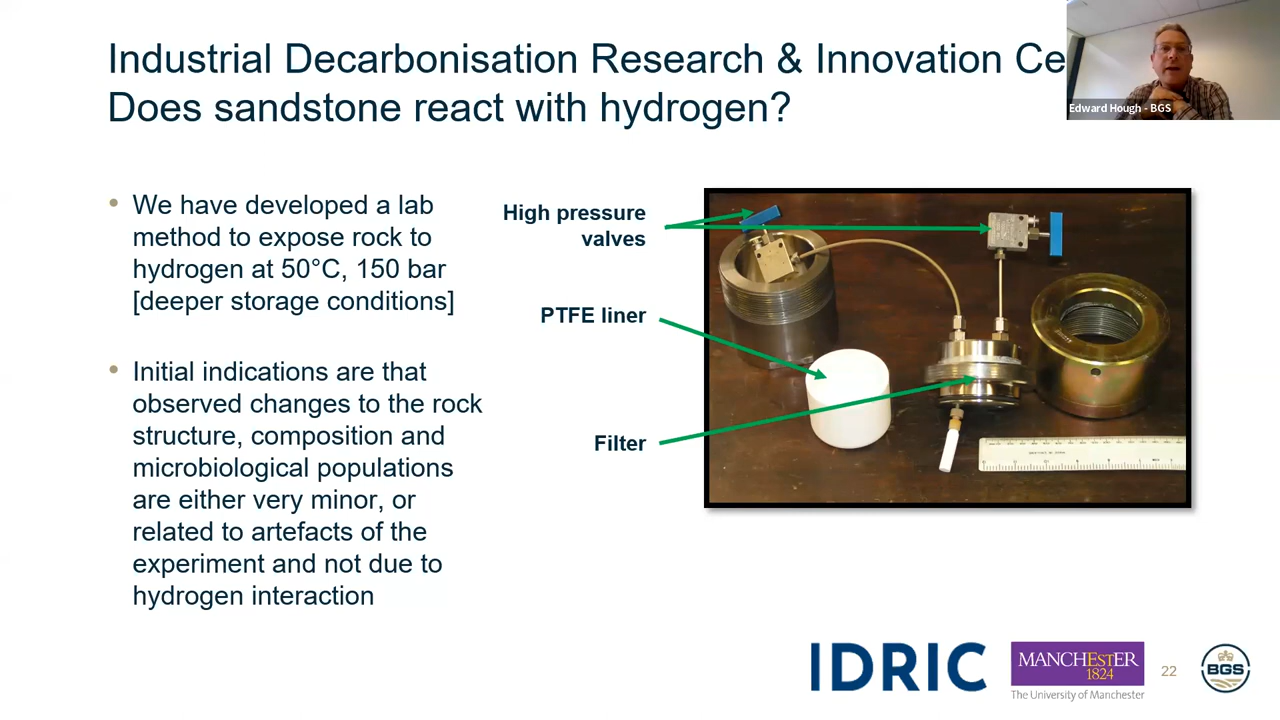 Industrial Decarbonisation Research & Innovation Ce
Does sandstone react with hydrogen?
Edward Hough - BGS
• We have developed a lab
method to expose rock to
hydrogen at 50°C, 150 bar
[deeper storage conditions]
• Initial indications are that
observed changes to the rock
structure, composition and
microbiological populations
are either very minor, or
related to artefacts of the
experiment and not due to
hydrogen interaction
High pressure
valves
PTFE liner
Filter
IDRIC
MANCHESTER
1824
The University of Manchester
22
BGS